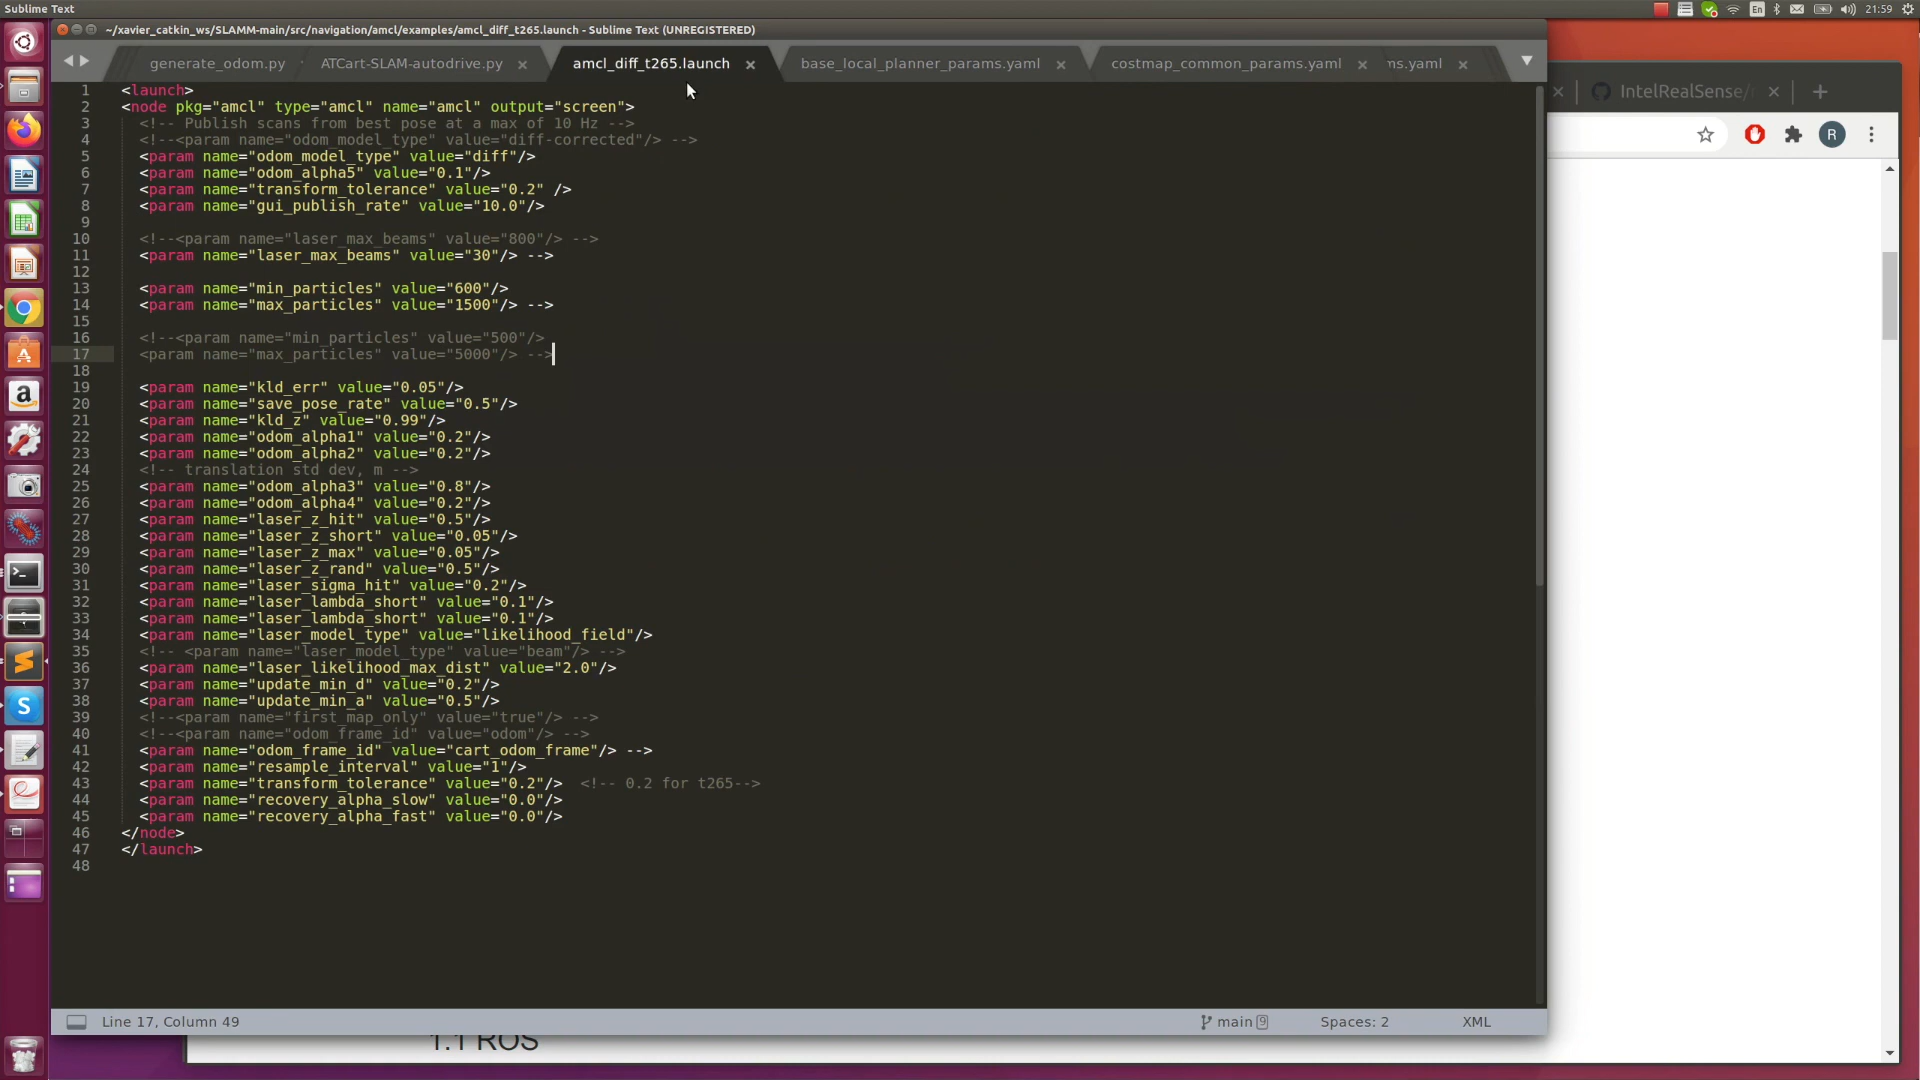 Sublime Text
En
21:59
~/xavier_catkin_ws/SLAMM-main/src/navigation/amcl/examples/amcl_diff_t265.launch - Sublime Text (UNREGISTERED)
generate_odom.py
ATCart-SLAM-autodrive.py
amcl_diff_t265.launch
base_local_planner_params.yaml
costmap_common_params.yaml
ms.yaml
IntelRealSense/
R
1 <launch>
2 <node pkg="amcl" type="amcl" name="amcl" output="screen">
3 <!-- Publish scans from best pose at a max of 10 Hz -->
4 <!--<param name="odom_model_type" value="diff-corrected"/> -->
5 <param name="odom_model_type" value="diff"/>
6 <param name="odom_alpha5" value="0.1"/>
7 <param name="transform_tolerance" value="0.2" />
8 <param name="gui_publish_rate" value="10.0"/>
9
10 <!--<param name="laser_max_beams" value="800"/> -->
11 <param name="laser_max_beams" value="30"/> -->
12
13 <param name="min_particles" value="600"/>
14 <param name="max_particles" value="1500"/> -->
15
16 <!--<param name="min_particles" value="500"/>
17 <param name="max_particles" value="5000"/> -->
18
19 <param name="kld_err" value="0.05"/>
20 <param name="save_pose_rate" value="0.5"/>
21 <param name="kld_z" value="0.99"/>
22 <param name="odom_alpha1" value="0.2"/>
23 <param name="odom_alpha2" value="0.2"/>
24 <!-- translation std dev, m -->
25 <param name="odom_alpha3" value="0.8"/>
26 <param name="odom_alpha4" value="0.2"/>
27 <param name="laser_z_hit" value="0.5"/>
28 <param name="laser_z_short" value="0.05"/>
29 <param name="laser_z_max" value="0.05"/>
30 <param name="laser_z_rand" value="0.5"/>
31 <param name="laser_sigma_hit" value="0.2"/>
32 <param name="laser_lambda_short" value="0.1"/>
33 <param name="laser_lambda_short" value="0.1"/>
34 <param name="laser_model_type" value="likelihood_field"/>
35 <!-- <param name="laser_model_type" value="beam"/> -->
36 <param name="laser_likelihood_max_dist" value="2.0"/>
37 <param name="update_min_d" value="0.2"/>
38 <param name="update_min_a" value="0.5"/>
39 <!--<param name="first_map_only" value="true"/> -->
40 <!--<param name="odom_frame_id" value="odom"/> -->
41 <param name="odom_frame_id" value="cart_odom_frame"/> -->
42 <param name="resample_interval" value="1"/>
43 <param name="transform_tolerance" value="0.2"/> <!-- 0.2 for t265-->
44 <param name="recovery_alpha_slow" value="0.0"/>
45 <param name="recovery_alpha_fast" value="0.0"/>
46 </node>
47 </launch>
48
Line 17, Column 49
main 9
Spaces: 2
XML
1.1 ROS